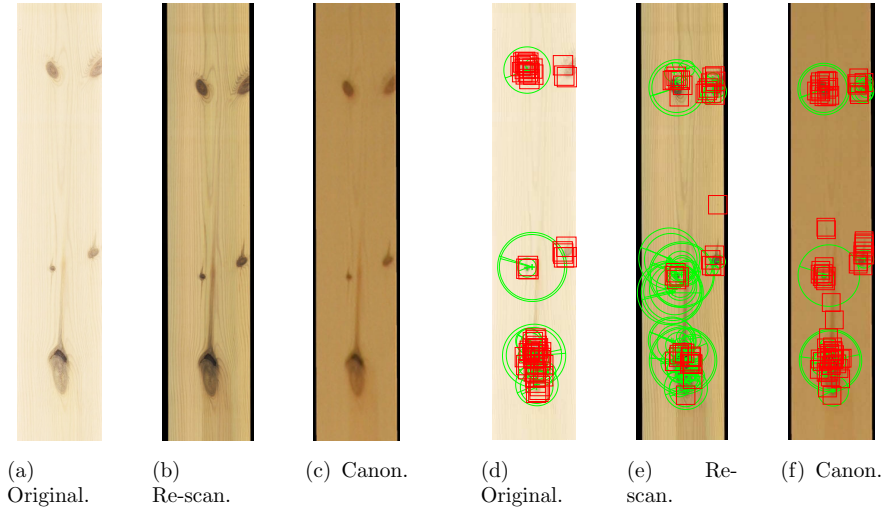 (a)
Original.
(b)
Re-scan.
(c) Canon.
(d)
Original.
(e) Re-
scan.
(f) Canon.